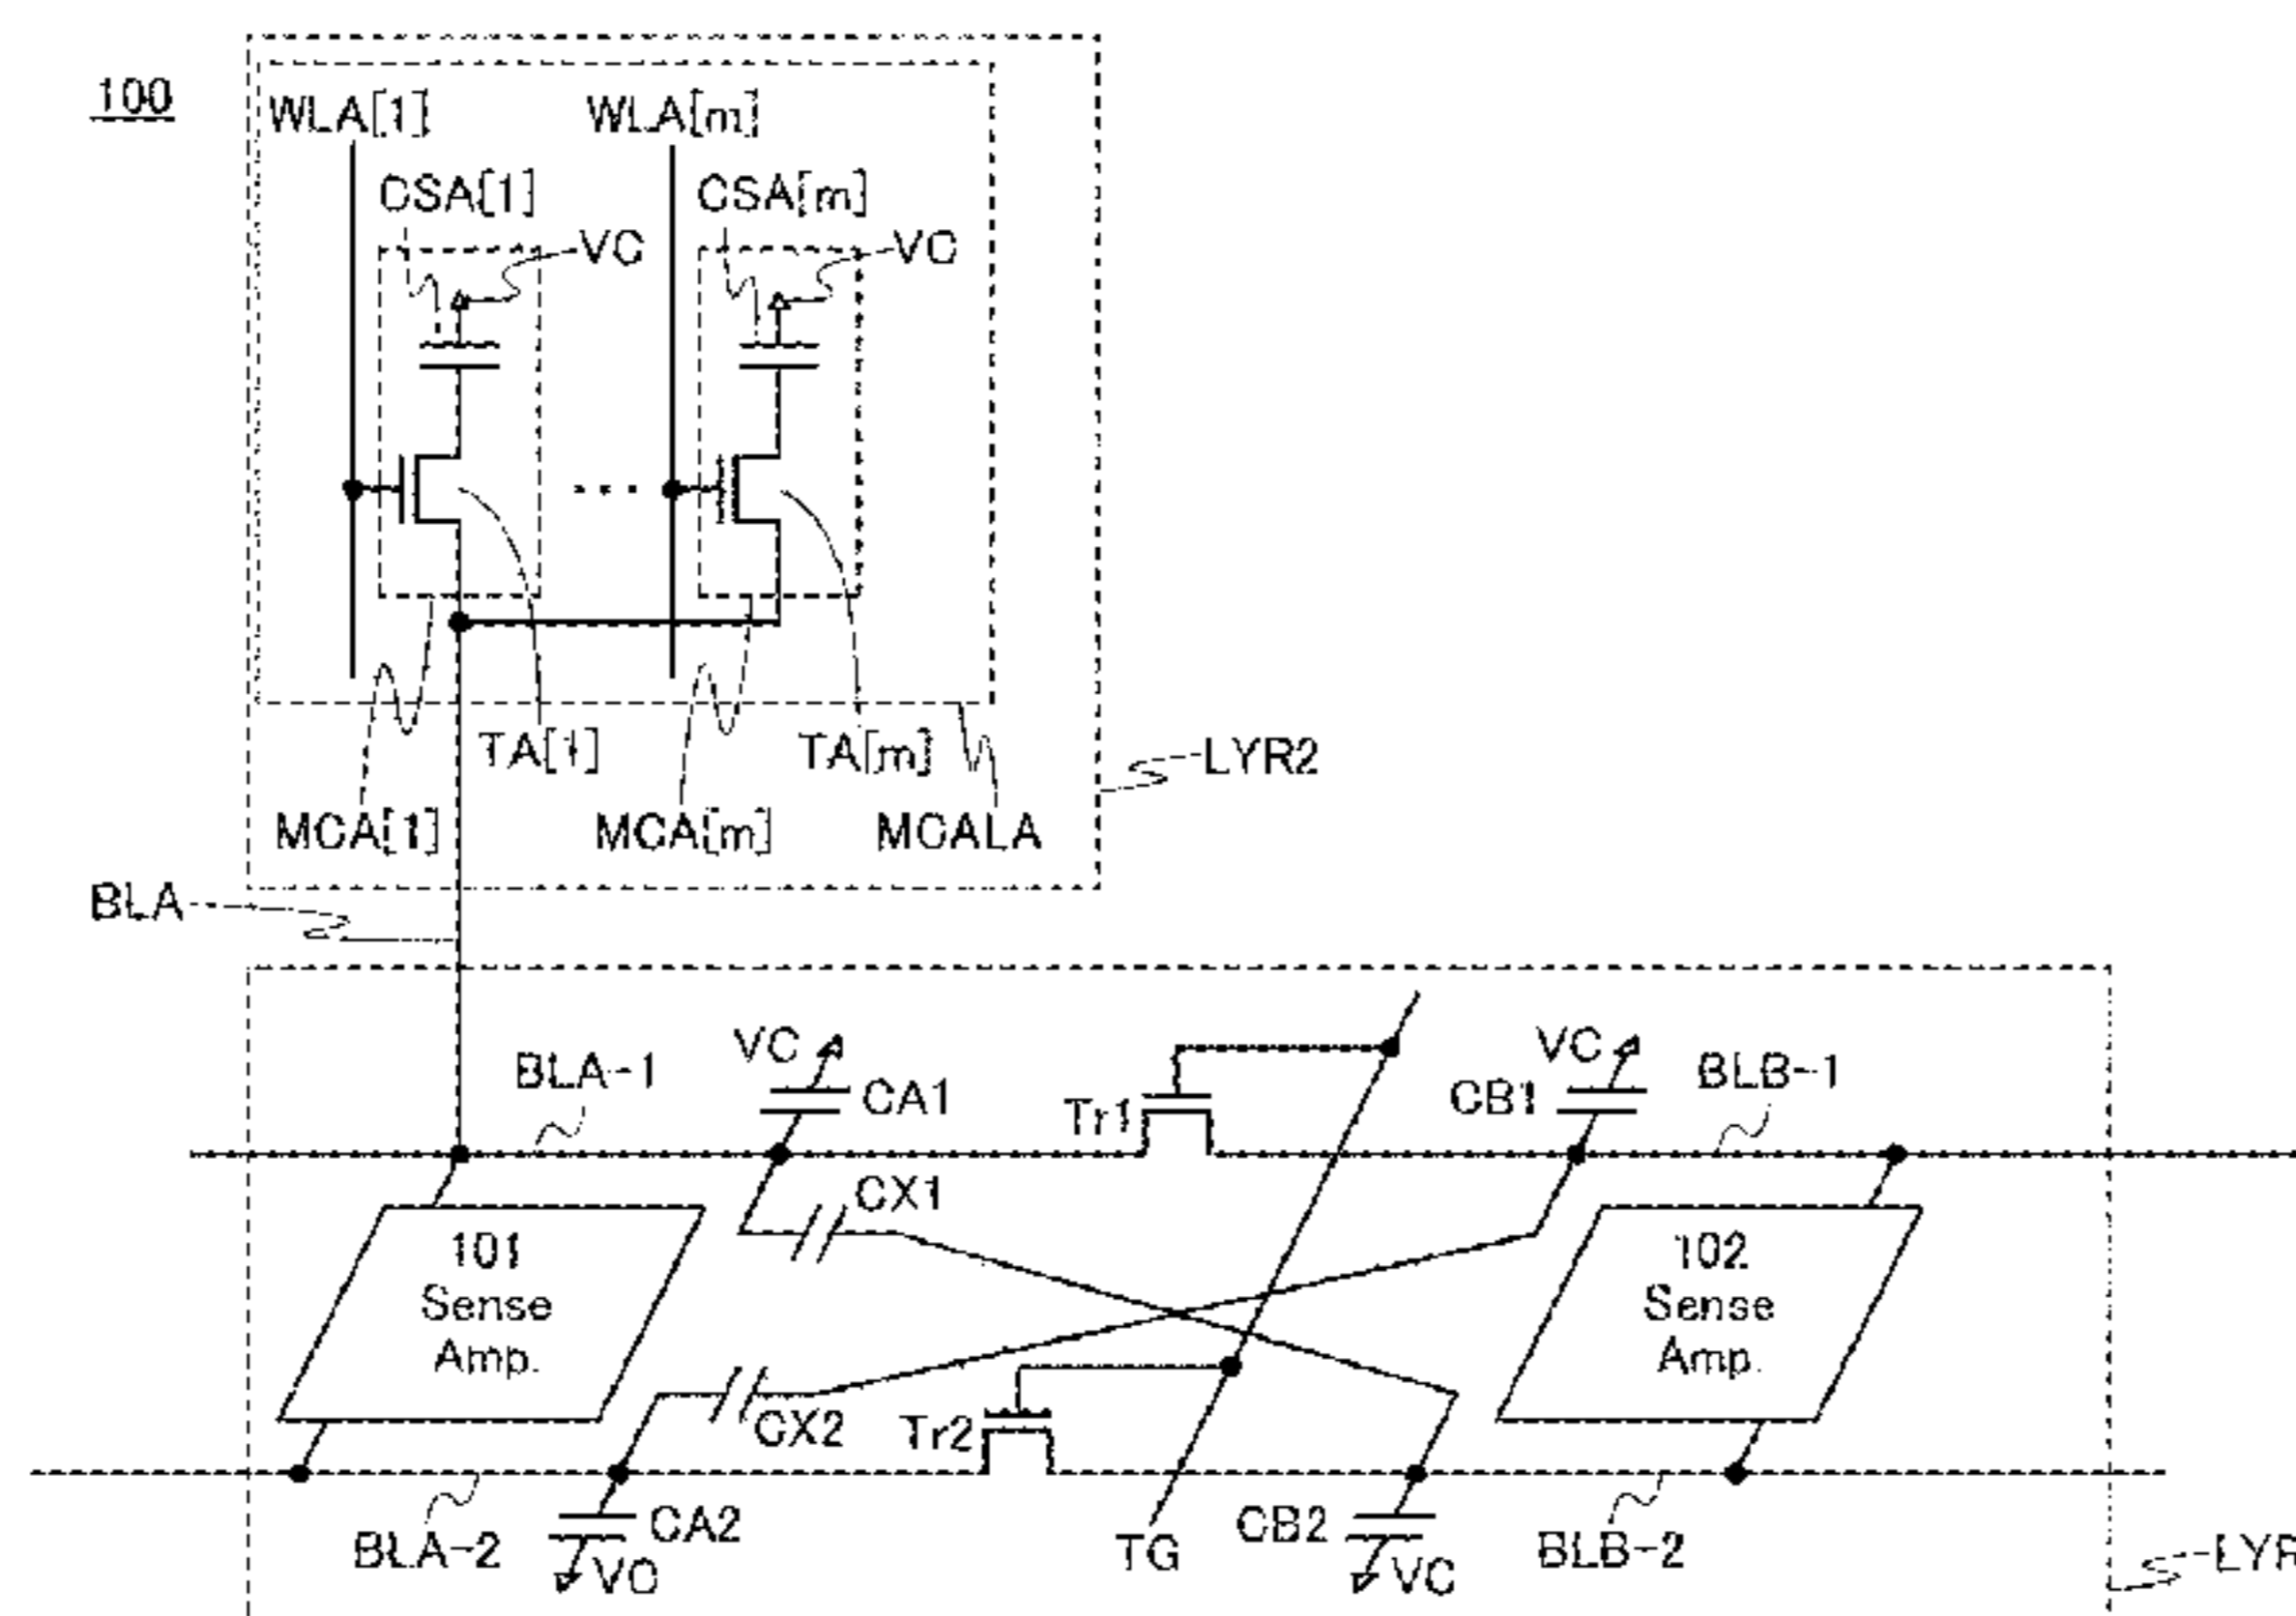 100
WLA[1] WLA[m]
CSA[1] CSA[m]
VC VC
TA[1] TA[m]
LYR2
MCA[1] MCA[m] MCALA
BLA
VC VC
BLA-1 CA1 Tr1 CB1 BLB-1
CX1
101
Sense
Amp.
102
Sense
Amp.
CX2 Tr2
BLA-2 CA2 TG CB2 BLB-2
VC VC
LYR